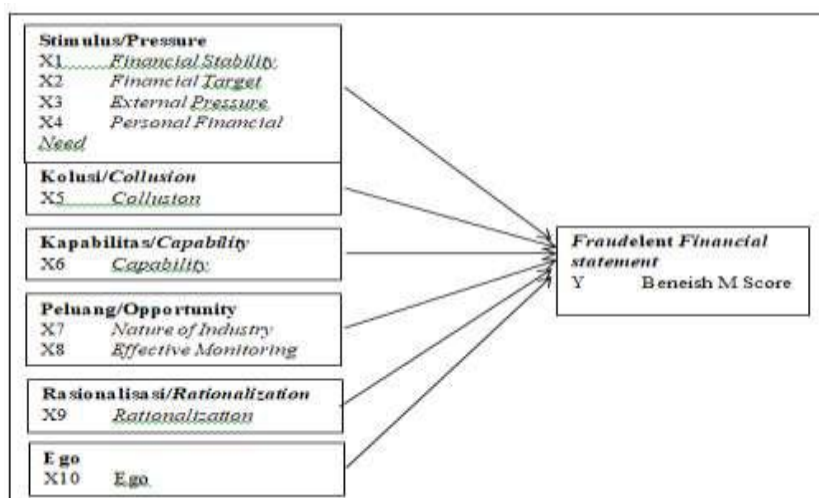 Stimulus/Pressure
X1 Financial Stability
X2 Financial Target
X3 External Pressure
X4 Personal Financial
Need
Kolusi/Collusion
X5 Collusion
Kapabilitas/Capability
X6 Capability
Peluang/Opportunity
X7 Nature of Industry
X8 Effective Monitoring
Rasionalisasi/Rationalization
X9 Rationalization
Ego
X10 Ego
Fraudelent Financial
statement
Y Beneish M Score